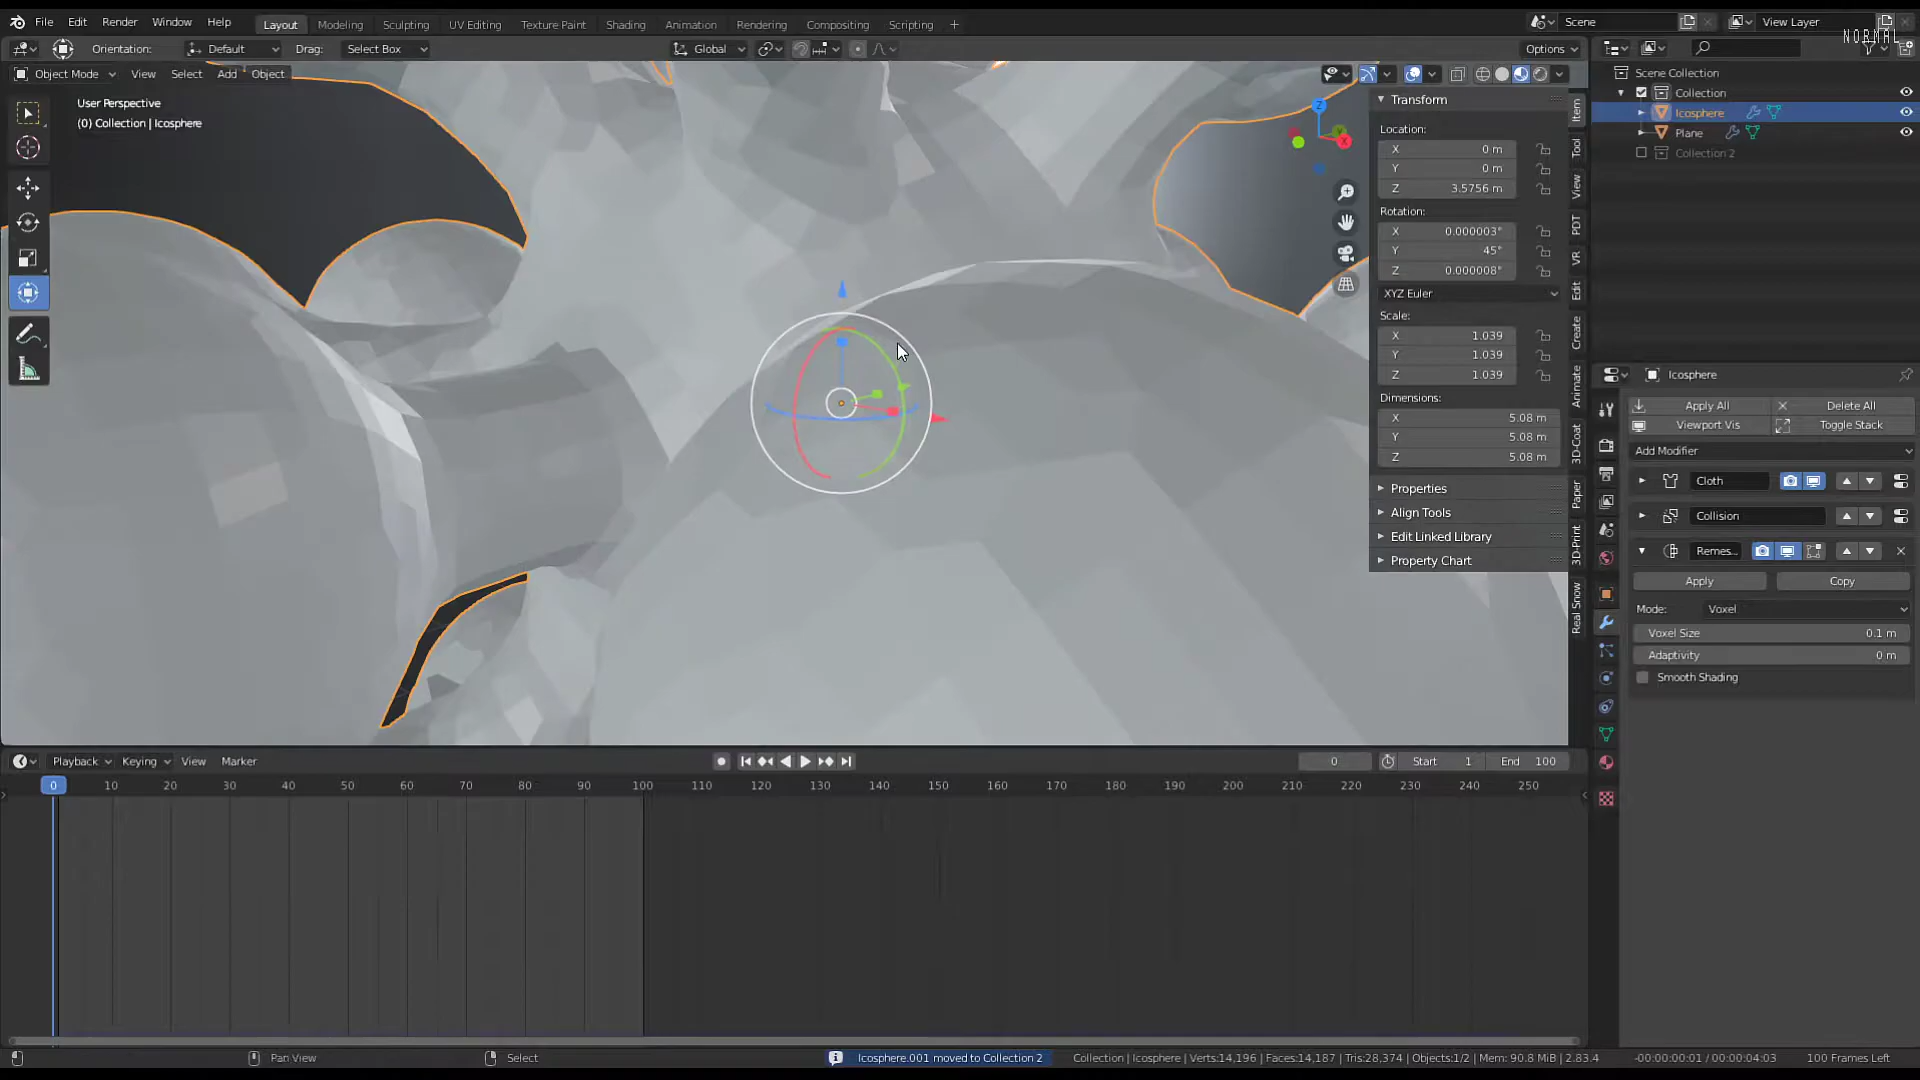 File Edit Render Window Help Layout Modeling Sculpting UV Editing Texture Paint Shading Animation Rendering Compositing Scripting + Scene View Layer
NORMAL
Orientation: Default Drag: Select Box Global Options
Object Mode View Select Add Object
User Perspective
(0) Collection | Icosphere
Z
Y
X
Transform
Location:
X 0 m
Y 0 m
Z 3.5756 m
Rotation:
X 0.000003°
Y 45°
Z 0.000008°
XYZ Euler
Scale:
X 1.039
Y 1.039
Z 1.039
Dimensions:
X 5.08 m
Y 5.08 m
Z 5.08 m
Properties
Align Tools
Edit Linked Library
Property Chart
Item
Tool
View
PDT
VR
Edit
Create
Animate
3D-Coat
Paper
3D-Print
Real Snow
Scene Collection
Collection
Icosphere
Plane
Collection 2
Icosphere
Apply All Delete All
Viewport Vis Toggle Stack
Add Modifier
Cloth
Collision
Remes...
Apply Copy
Mode: Voxel
Voxel Size 0.1 m
Adaptivity 0 m
Smooth Shading
Playback Keying View Marker 0 Start 1 End 100
0 10 20 30 40 50 60 70 80 90 100 110 120 130 140 150 160 170 180 190 200 210 220 230 240 250
Pan View Select Icosphere.001 moved to Collection 2 Collection | Icosphere | Verts:14,196 | Faces:14,187 | Tris:28,374 | Objects:1/2 | Mem: 90.8 MiB | 2.83.4 -00:00:00:01 / 00:00:04:03 100 Frames Left